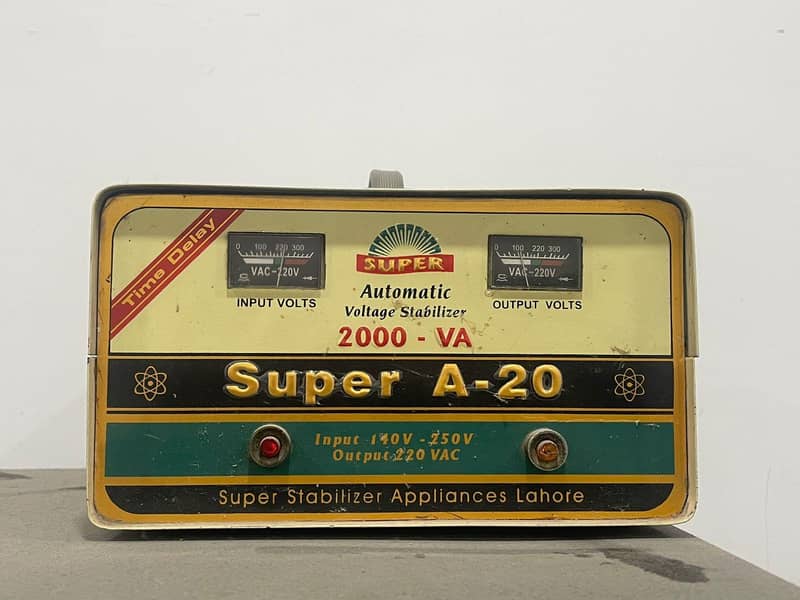 Time Delay
0 100 220 300
VAC-220V
INPUT VOLTS
SUPER
Automatic
Voltage Stabilizer
2000 - VA
0 100 220 300
VAC-220V
OUTPUT VOLTS
Super A-20
Input 140V - 250V
Output 220 VAC
Super Stabilizer Appliances Lahore